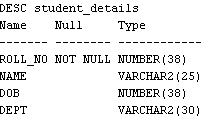 DESC student_details
Name Null Type
------- -------- ------------
ROLL_NO NOT NULL NUMBER(38)
NAME VARCHAR2(25)
DOB NUMBER(38)
DEPT VARCHAR2(30)